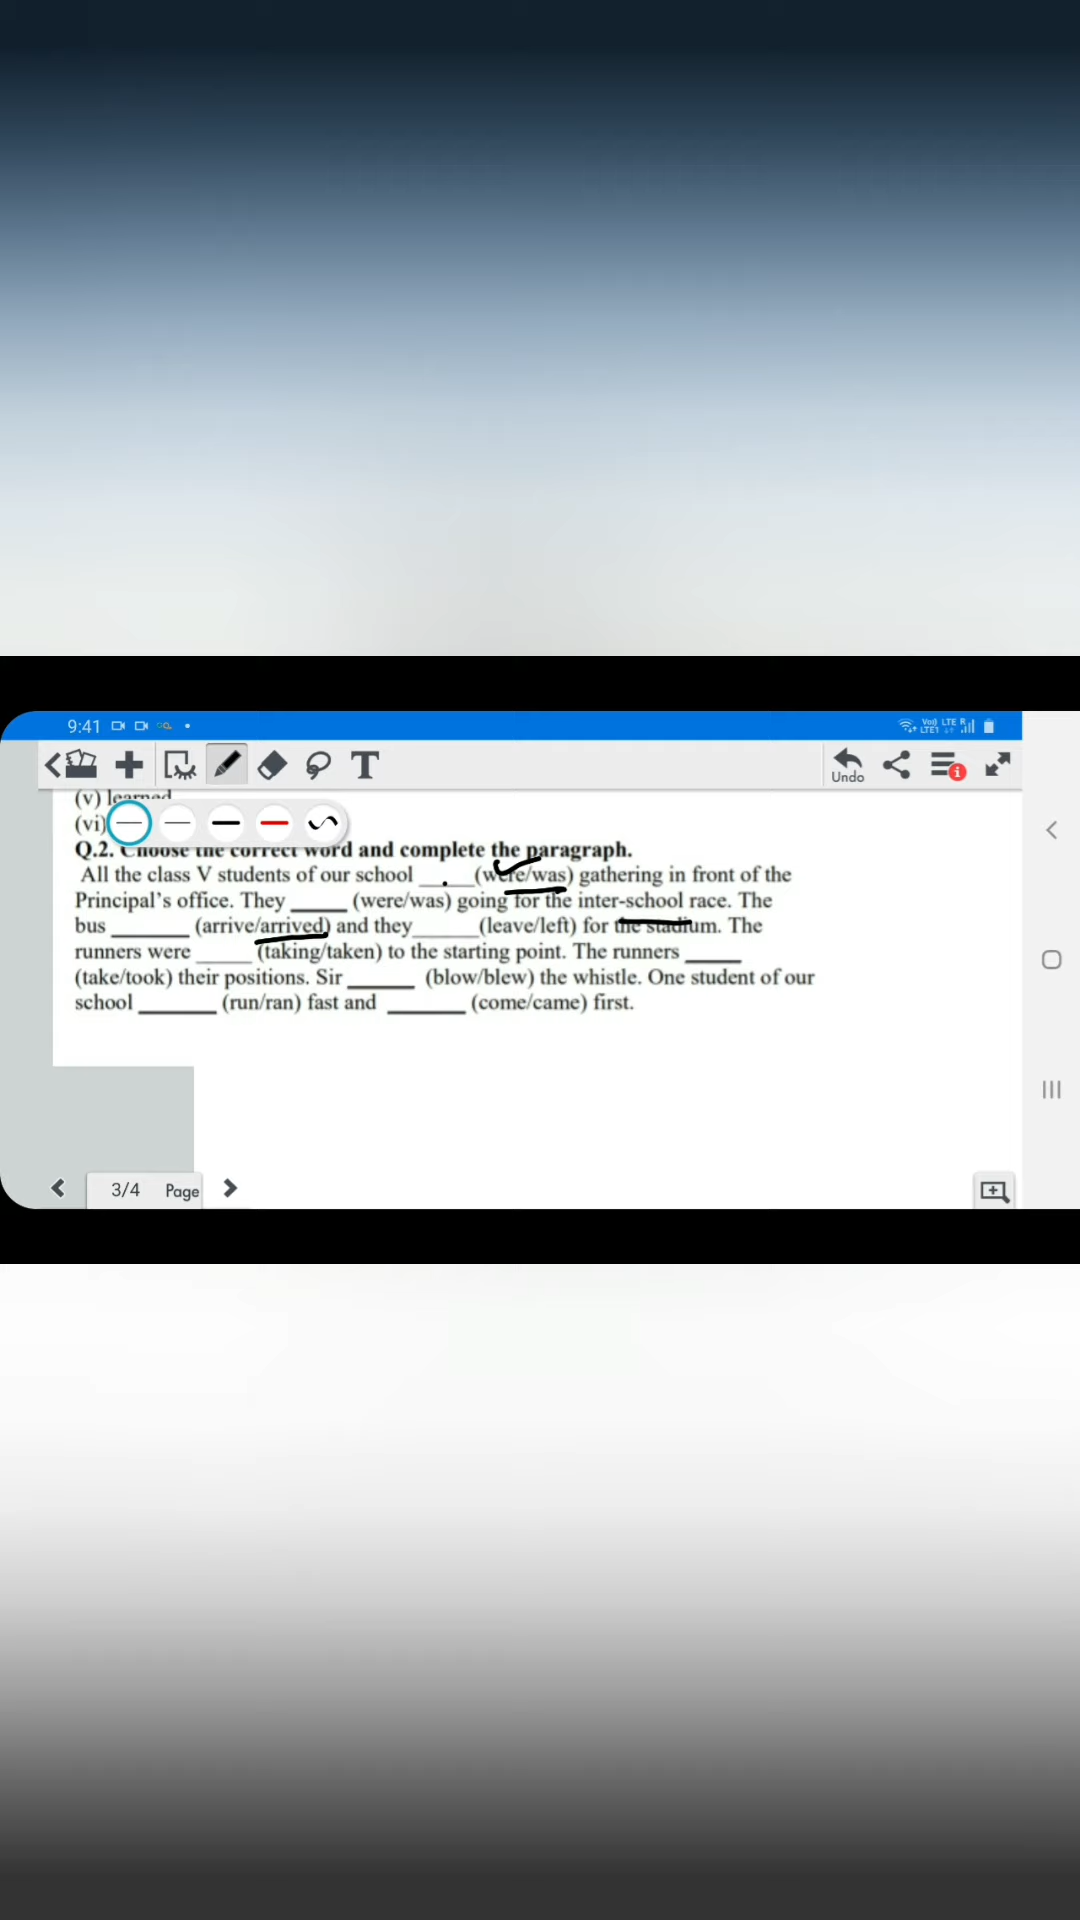 9:41
Vo) LTE R
LTE1
Undo
(v) learned
(vi)
Q.2. Choose the correct word and complete the paragraph.
All the class V students of our school _____(were/was) gathering in front of the
Principal's office. They _____ (were/was) going for the inter-school race. The
bus _______ (arrive/arrived) and they______(leave/left) for the stadium. The
runners were _____ (taking/taken) to the starting point. The runners _____
(take/took) their positions. Sir ______ (blow/blew) the whistle. One student of our
school _______ (run/ran) fast and _______ (come/came) first.
3/4 Page